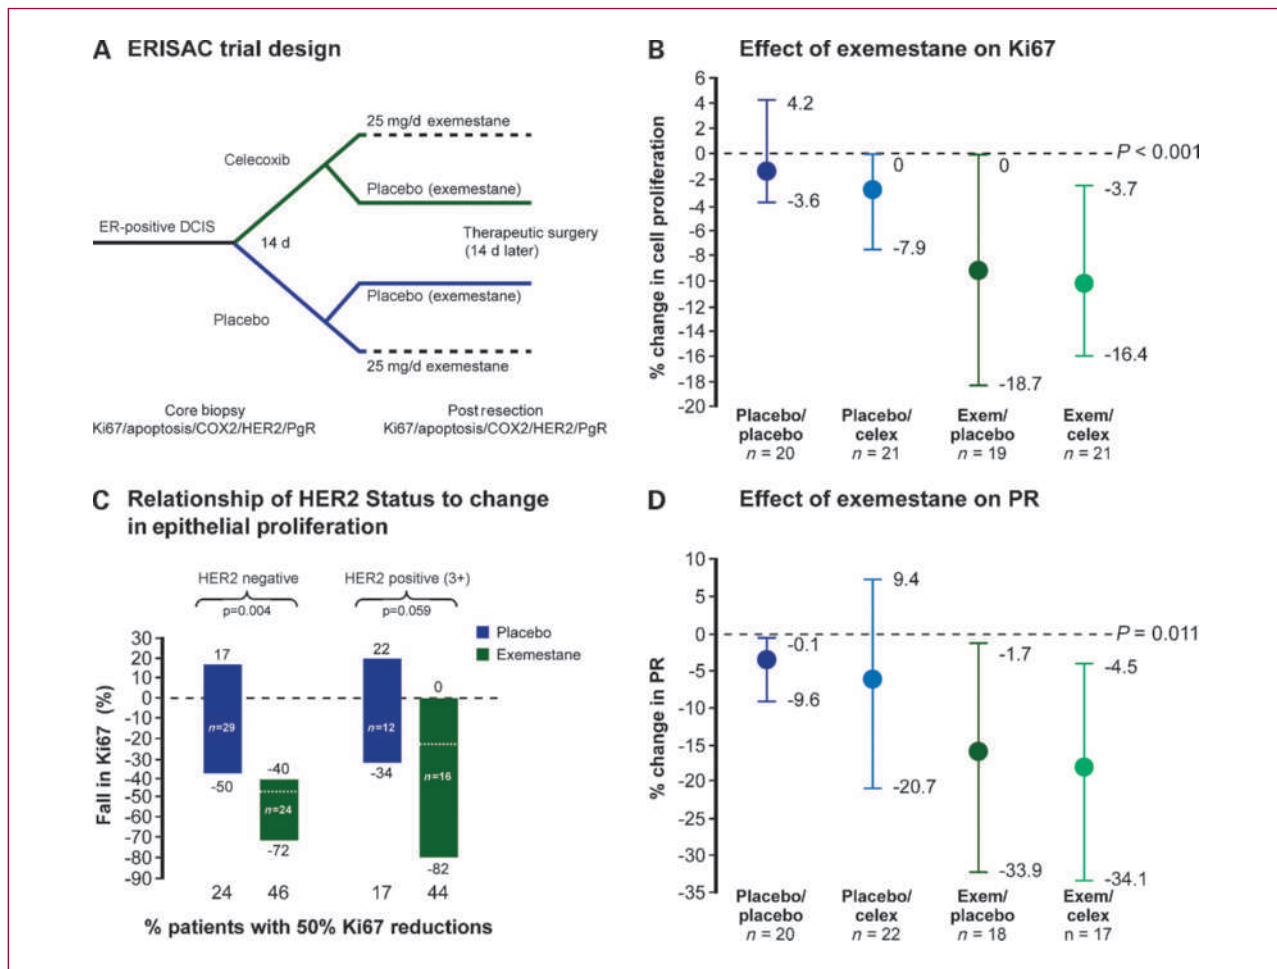 A ERISAC trial design
25 mg/d exemestane
Celecoxib
Placebo (exemestane)
ER-positive DCIS
14 d
Therapeutic surgery
(14 d later)
Placebo (exemestane)
Placebo
25 mg/d exemestane
Core biopsy
Ki67/apoptosis/COX2/HER2/PgR
Post resection
Ki67/apoptosis/COX2/HER2/PgR
B Effect of exemestane on Ki67
% change in cell proliferation
6
4
2
0
-2
-4
-6
-8
-10
-12
-14
-16
-18
-20
4.2
-3.6
0
-7.9
0
-18.7
-3.7
-16.4
P < 0.001
Placebo/
placebo
n = 20
Placebo/
celex
n = 21
Exem/
placebo
n = 19
Exem/
celex
n = 21
C Relationship of HER2 Status to change
in epithelial proliferation
HER2 negative
p=0.004
HER2 positive (3+)
p=0.059
Placebo
Exemestane
Fall in Ki67 (%)
30
20
10
0
-10
-20
-30
-40
-50
-60
-70
-80
-90
17
n=29
-50
-40
n=24
-72
22
n=12
-34
0
n=16
-82
24 46 17 44
% patients with 50% Ki67 reductions
D Effect of exemestane on PR
% change in PR
10
5
0
-5
-10
-15
-20
-25
-30
-35
-0.1
-9.6
9.4
-20.7
-1.7
-33.9
-4.5
-34.1
P = 0.011
Placebo/
placebo
n = 20
Placebo/
celex
n = 22
Exem/
placebo
n = 18
Exem/
celex
n = 17